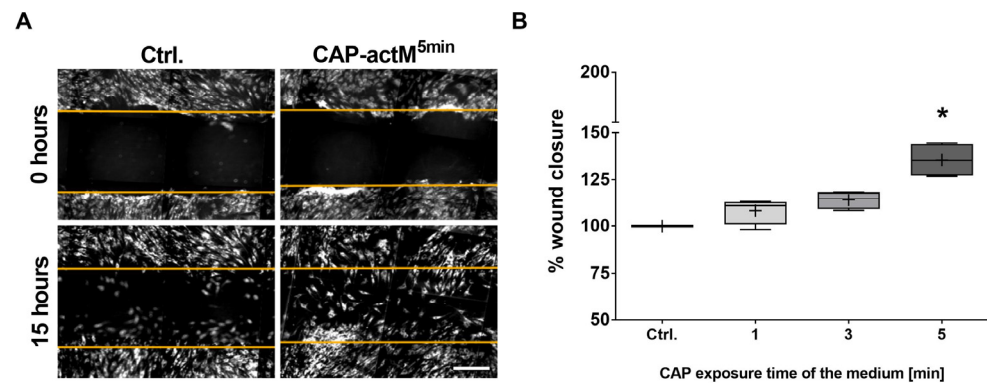 A
Ctrl.
CAP-actM5min
0 hours
15 hours
B
% wound closure
200
150
125
100
75
50
*
Ctrl.
1
3
5
CAP exposure time of the medium [min]